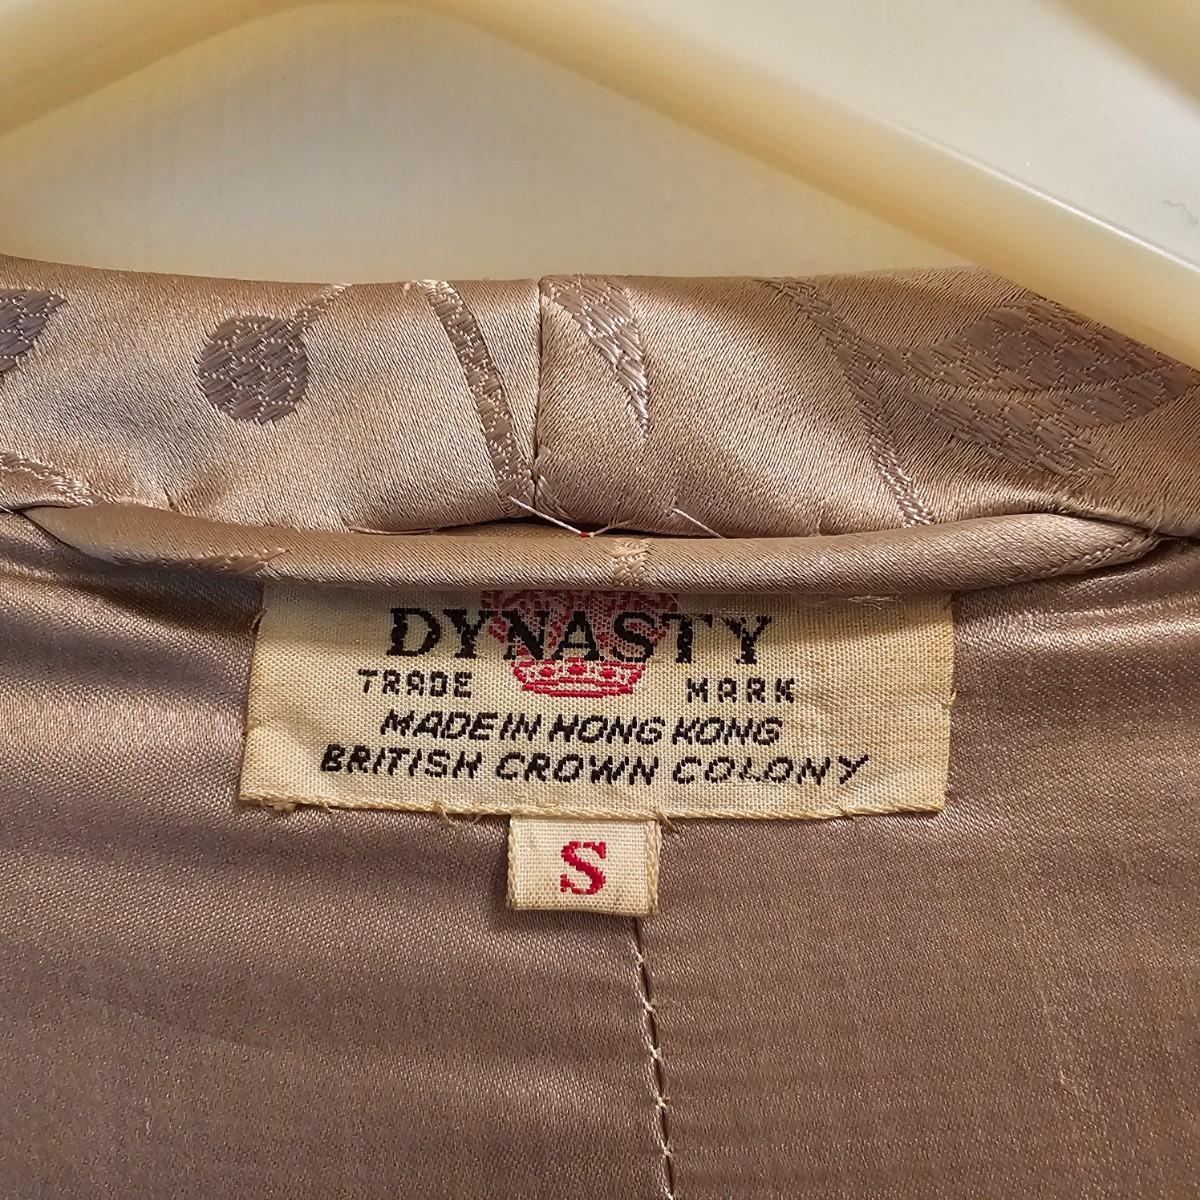 DYNASTY
TRADE MARK
MADE IN HONG KONG
BRITISH CROWN COLONY
S